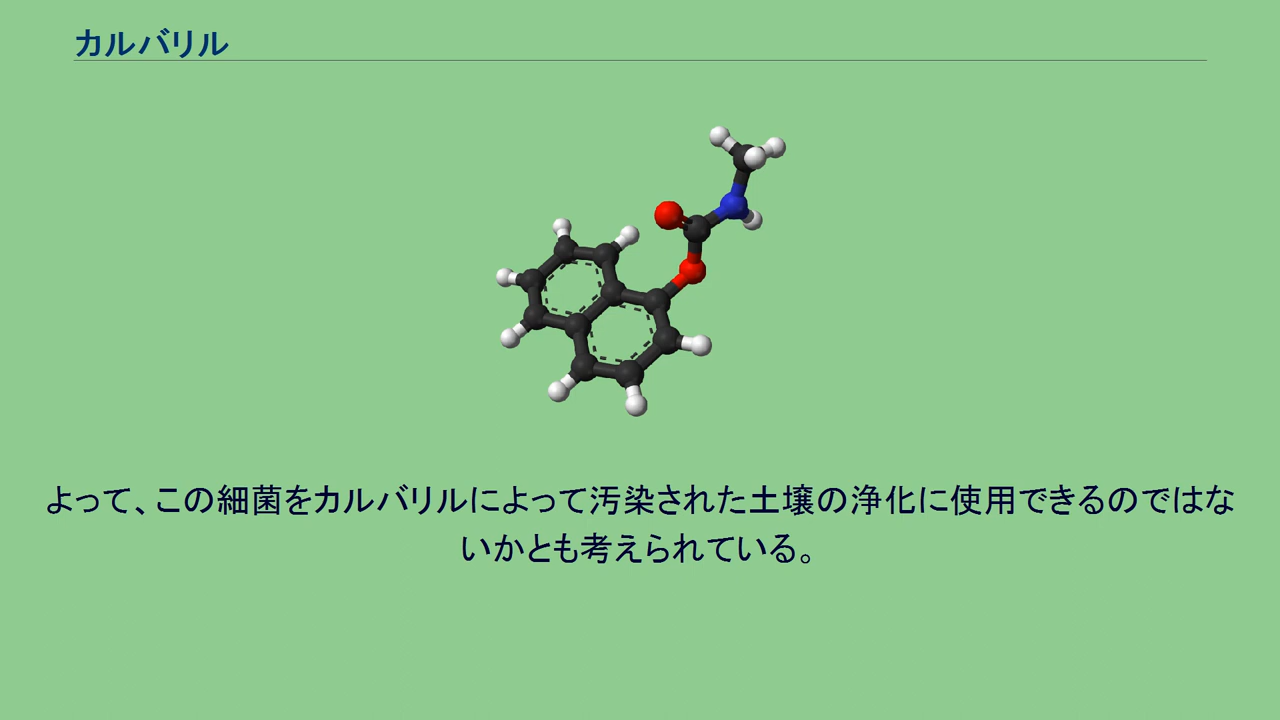 カルバリル
よって、この細菌をカルバリルによって汚染された土壌の浄化に使用できるのではな
いかとも考えられている。